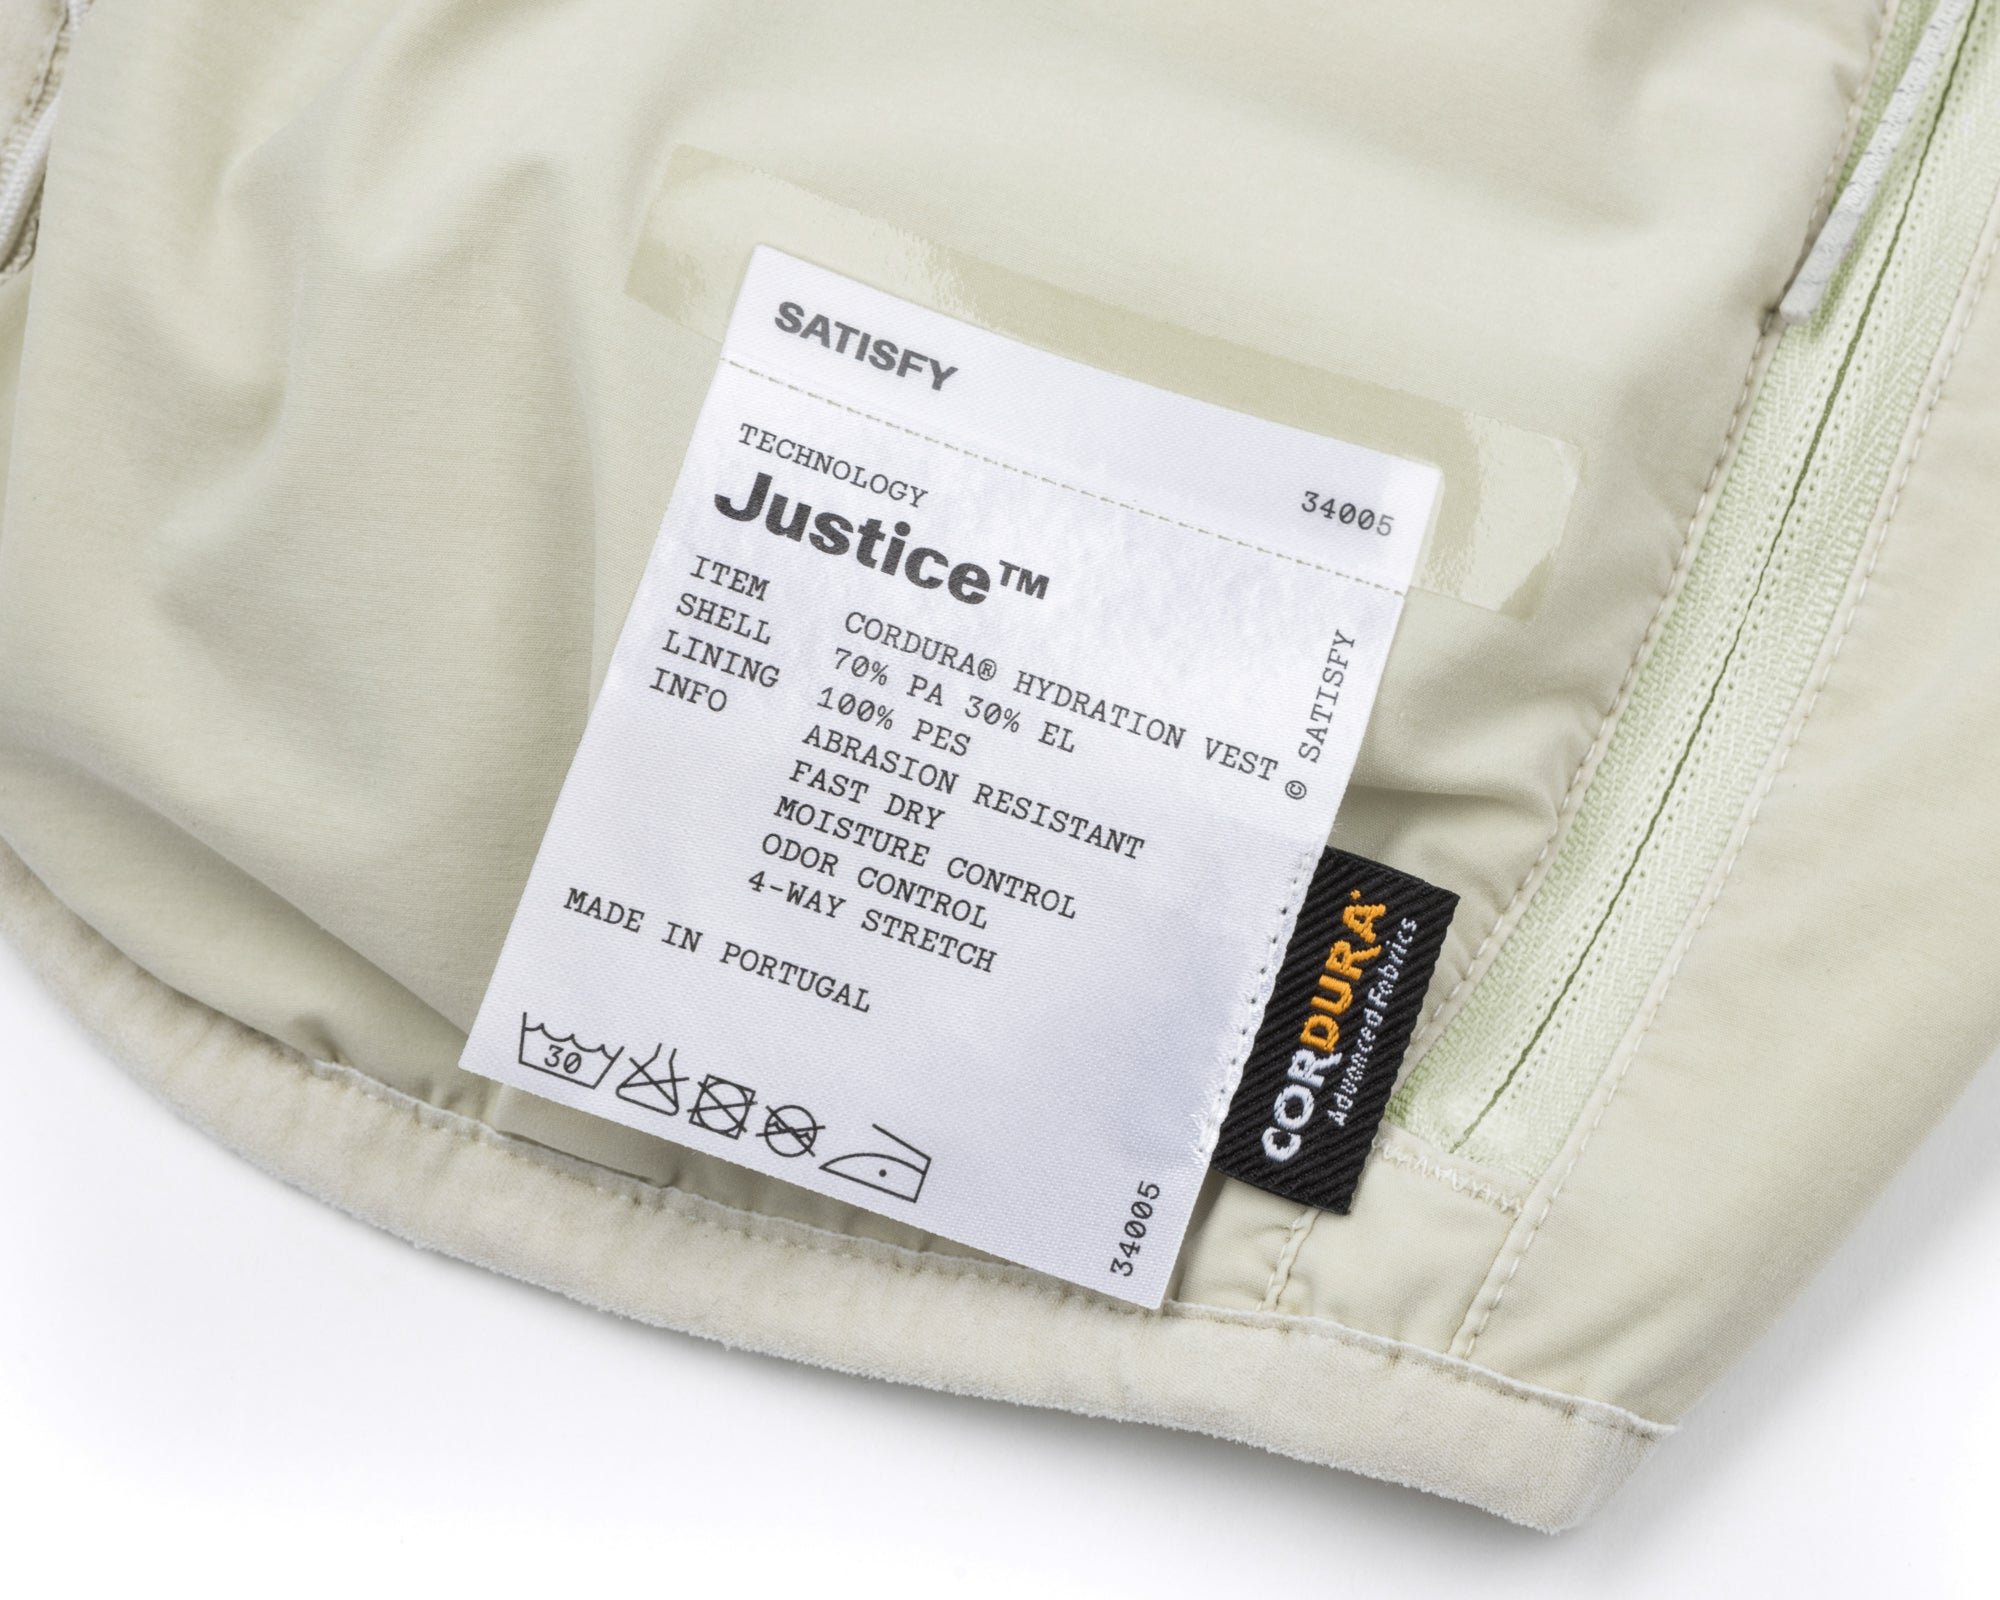 SATISFY
34005
TECHNOLOGY
Justice™
ITEM CORDURA® HYDRATION VEST
SHELL 70% PA 30% EL
LINING 100% PES
INFO ABRASION RESISTANT
FAST DRY
MOISTURE CONTROL
ODOR CONTROL
4-WAY STRETCH
MADE IN PORTUGAL
30
© SATISFY
34005
CORDURA®
Advanced Fabrics